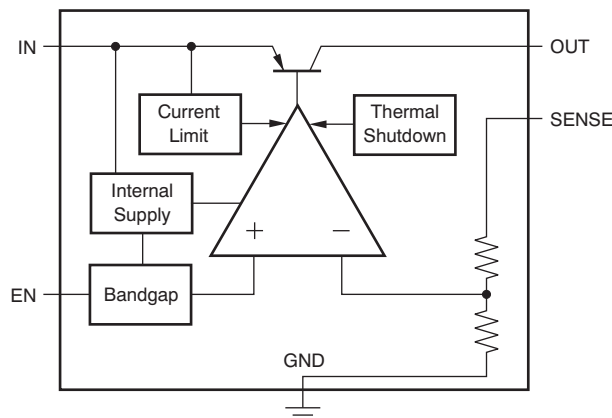 IN
OUT
Current
Limit
Thermal
Shutdown
SENSE
Internal
Supply
+
−
EN
Bandgap
GND